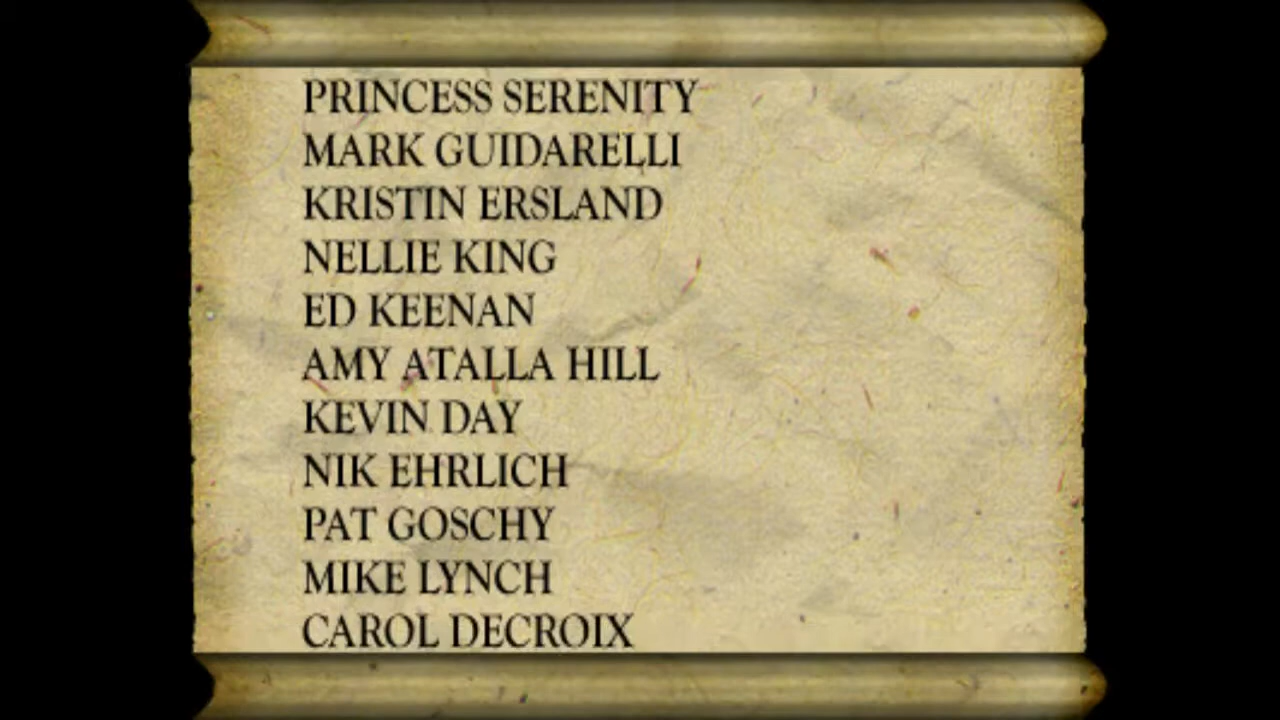 PRINCESS SERENITY
MARK GUIDARELLI
KRISTIN ERSLAND
NELLIE KING
ED KEENAN
AMY ATALLA HILL
KEVIN DAY
NIK EHRLICH
PAT GOSCHY
MIKE LYNCH
CAROL DECROIX